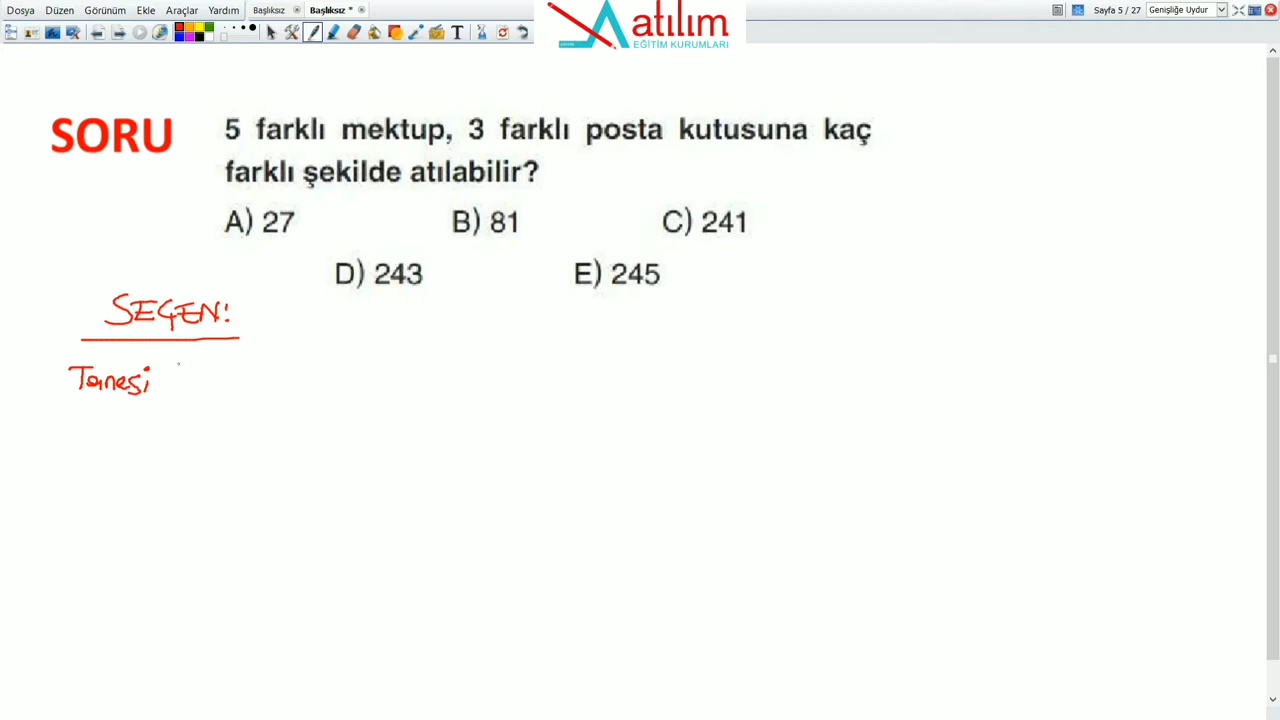 Dosya Düzen Görünüm Ekle Araçlar Yardım Başlıksız Başlıksız * Sayfa 5 / 27 Genişliğe Uydur
atılım
EĞİTİM KURUMLARI
SORU
5 farklı mektup, 3 farklı posta kutusuna kaç
farklı şekilde atılabilir?
A) 27 B) 81 C) 241
D) 243 E) 245
SEÇEN!
Tanesi